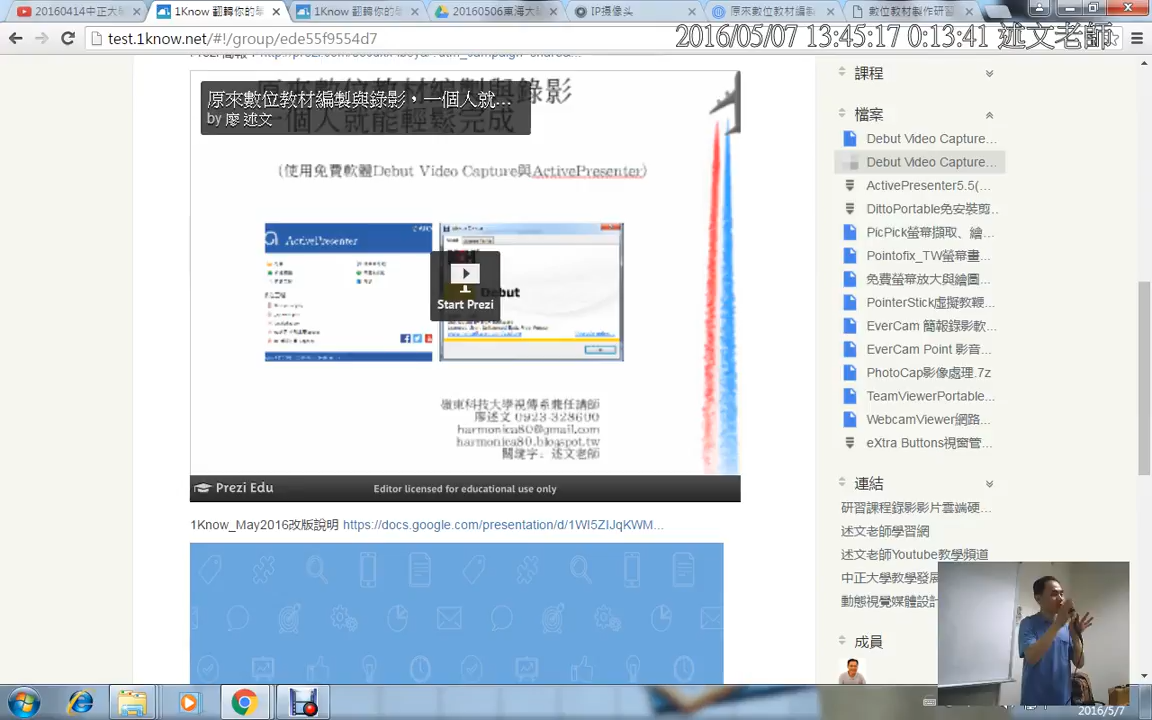 20160414中正大學
1Know 翻轉你的學
1Know 翻轉你的學
20160506東海大
IP摄像头
原來數位教材編製
數位教材製作研習
test.1know.net/#!/group/ede55f9554d7
2016/05/07 13:45:17 0:13:41 述文老師
原來數位教材編製與錄影，一個人就...
by 廖 述文
原來數位教材編製與錄影
一個人就能輕鬆完成
(使用免費軟體Debut Video Capture與ActivePresenter)
ActivePresenter
Debut
Start Prezi
嶺東科技大學視傳系兼任講師
廖述文 0923-328600
harmonica80@gmail.com
harmonica80.blogspot.tw
關鍵字：述文老師
Prezi Edu
Editor licensed for educational use only
1Know_May2016改版說明 https://docs.google.com/presentation/d/1WI5ZIJqKWM...
課程
檔案
Debut Video Capture...
Debut Video Capture...
ActivePresenter5.5(...
DittoPortable免安裝剪...
PicPick螢幕擷取、繪...
Pointofix_TW螢幕畫...
免費螢幕放大與繪圖...
PointerStick虛擬教鞭...
EverCam 簡報錄影軟...
EverCam Point 影音...
PhotoCap影像處理.7z
TeamViewerPortable...
WebcamViewer網路...
eXtra Buttons視窗管...
連結
研習課程錄影影片雲端硬...
述文老師學習網
述文老師Youtube教學頻道
中正大學教學發展
動態視覺媒體設計
成員
2016/5/7